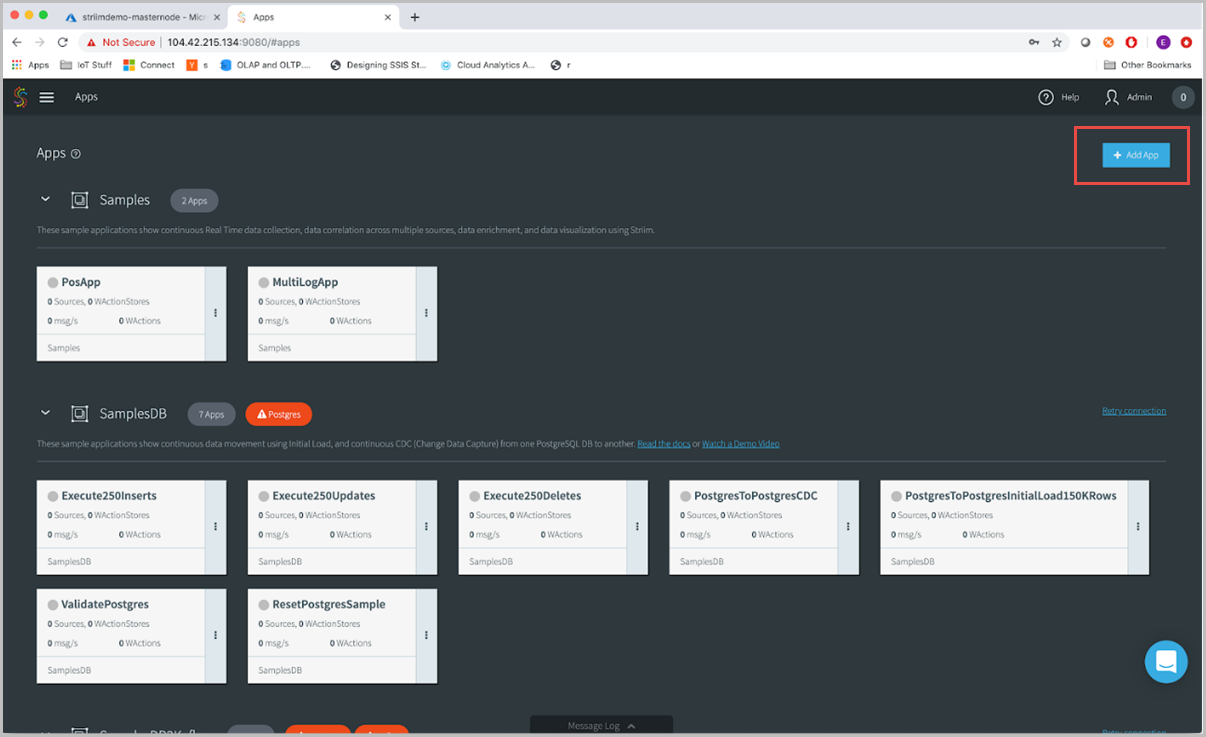 striimdemo-masternode - Mic
Apps
Not Secure | 104.42.215.134:9080/#apps
E
Apps
IoT Stuff
Connect
Y s
OLAP and OLTP....
Designing SSIS St...
Cloud Analytics A...
r
Other Bookmarks
Apps
Help
Admin
0
Apps
+ Add App
Samples
2 Apps
These sample applications show continuous Real Time data collection, data correlation across multiple sources, data enrichment, and data visualization using Striim.
PosApp
0 Sources, 0 WActionStores
0 msg/s 0 WActions
Samples
MultiLogApp
0 Sources, 0 WActionStores
0 msg/s 0 WActions
Samples
SamplesDB
7 Apps
Postgres
Retry connection
These sample applications show continuous data movement using Initial Load, and continuous CDC (Change Data Capture) from one PostgreSQL DB to another. Read the docs or Watch a Demo Video
Execute250Inserts
0 Sources, 0 WActionStores
0 msg/s 0 WActions
SamplesDB
Execute250Updates
0 Sources, 0 WActionStores
0 msg/s 0 WActions
SamplesDB
Execute250Deletes
0 Sources, 0 WActionStores
0 msg/s 0 WActions
SamplesDB
PostgresToPostgresCDC
0 Sources, 0 WActionStores
0 msg/s 0 WActions
SamplesDB
PostgresToPostgresInitialLoad150KRows
0 Sources, 0 WActionStores
0 msg/s 0 WActions
SamplesDB
ValidatePostgres
0 Sources, 0 WActionStores
0 msg/s 0 WActions
SamplesDB
ResetPostgresSample
0 Sources, 0 WActionStores
0 msg/s 0 WActions
SamplesDB
Message Log
Retry connection